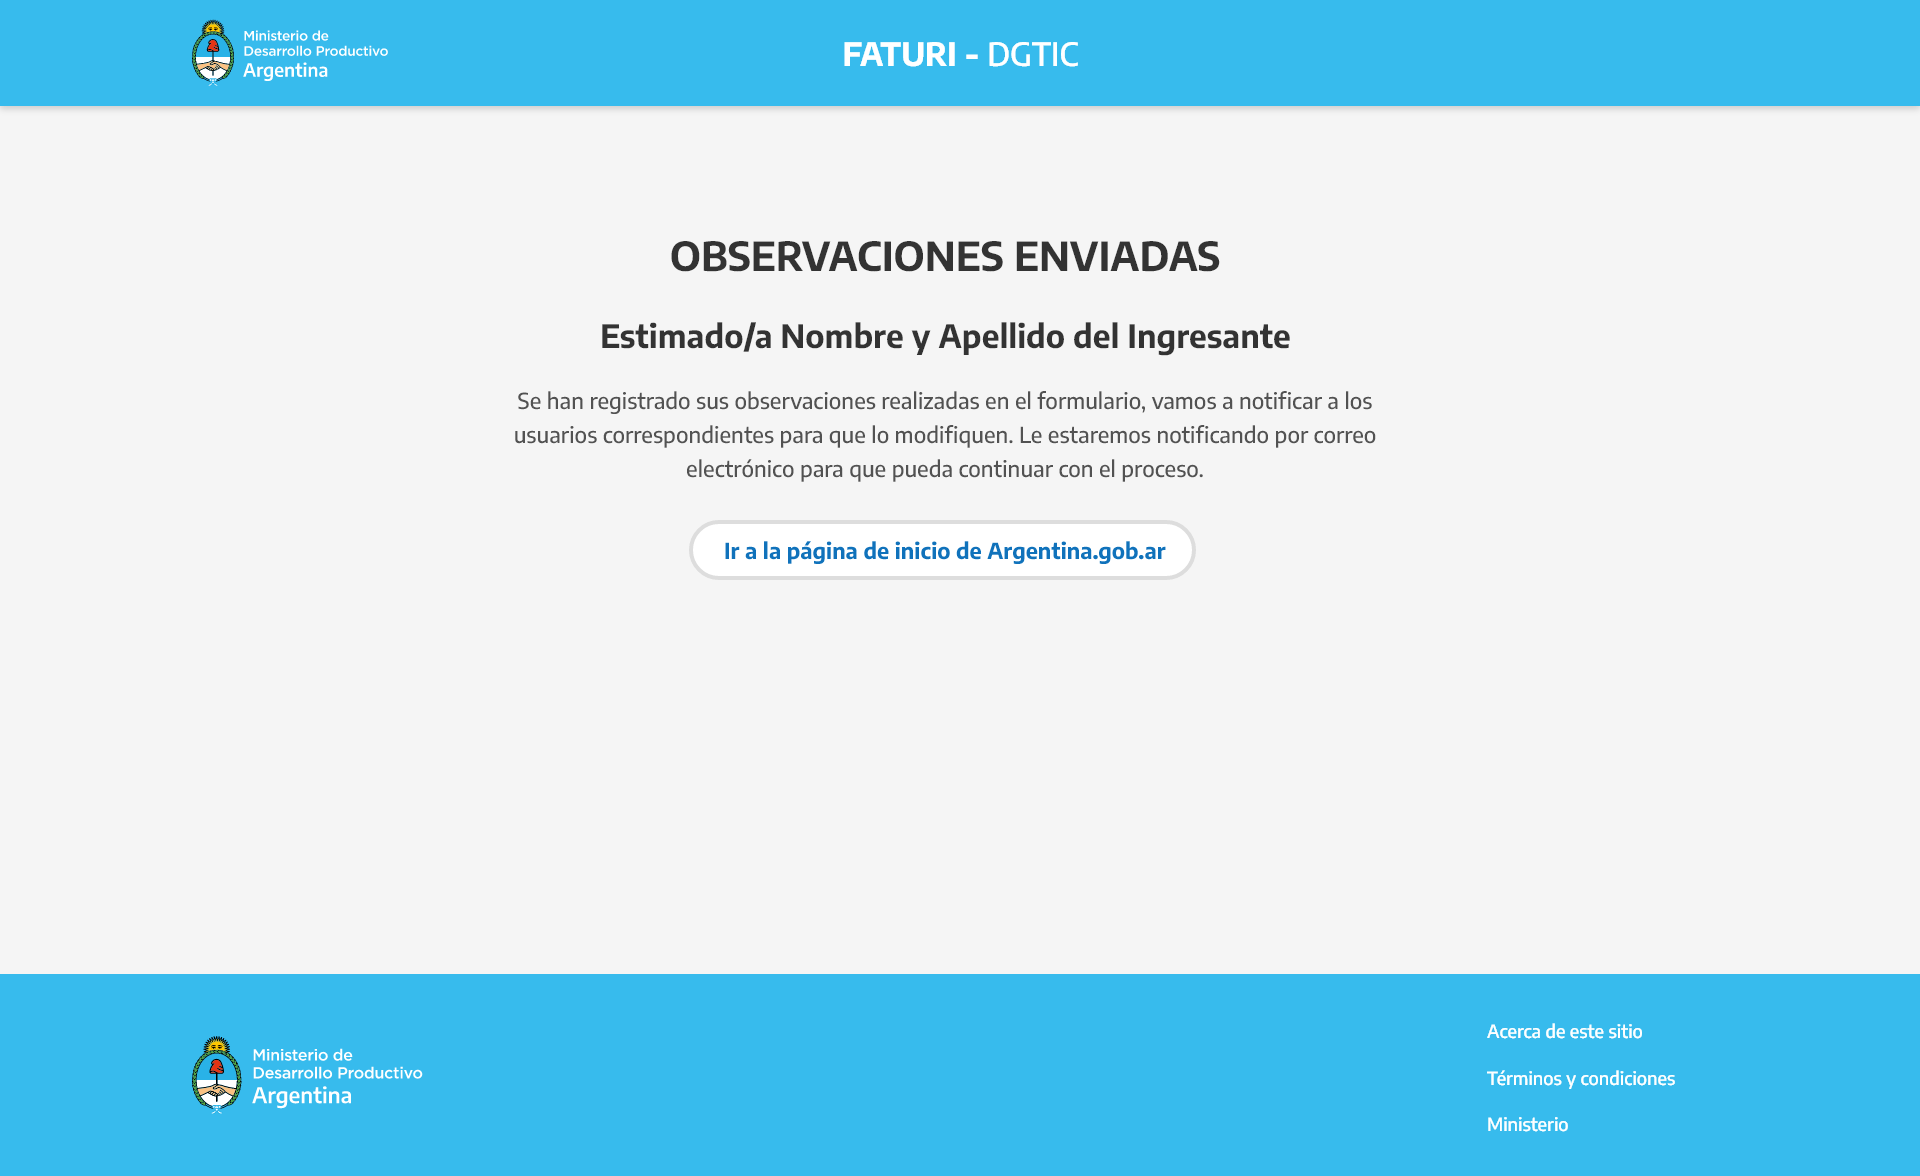 Ministerio de
Desarrollo Productivo
Argentina
FATURI - DGTIC
OBSERVACIONES ENVIADAS
Estimado/a Nombre y Apellido del Ingresante
Se han registrado sus observaciones realizadas en el formulario, vamos a notificar a los
usuarios correspondientes para que lo modifiquen. Le estaremos notificando por correo
electrónico para que pueda continuar con el proceso.
Ir a la página de inicio de Argentina.gob.ar
Ministerio de
Desarrollo Productivo
Argentina
Acerca de este sitio
Términos y condiciones
Ministerio